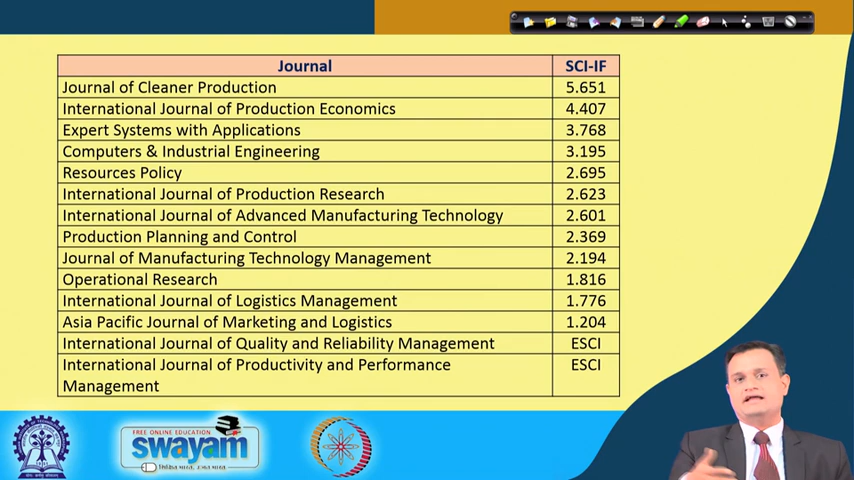 Journal SCI-IF
Journal of Cleaner Production 5.651
International Journal of Production Economics 4.407
Expert Systems with Applications 3.768
Computers & Industrial Engineering 3.195
Resources Policy 2.695
International Journal of Production Research 2.623
International Journal of Advanced Manufacturing Technology 2.601
Production Planning and Control 2.369
Journal of Manufacturing Technology Management 2.194
Operational Research 1.816
International Journal of Logistics Management 1.776
Asia Pacific Journal of Marketing and Logistics 1.204
International Journal of Quality and Reliability Management ESCI
International Journal of Productivity and Performance ESCI
Management
FREE ONLINE EDUCATION
swayam
शिक्षित भारत, उन्नत भारत